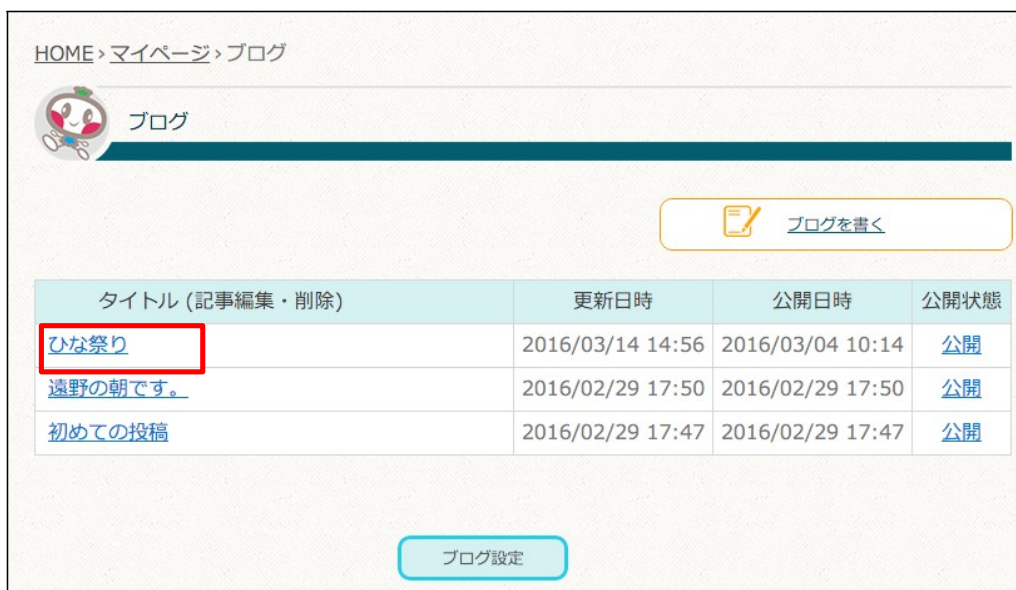 HOME›マイページ›ブログ
ブログ
ブログを書く
タイトル (記事編集・削除) 更新日時 公開日時 公開状態
ひな祭り 2016/03/14 14:56 2016/03/04 10:14 公開
遠野の朝です。 2016/02/29 17:50 2016/02/29 17:50 公開
初めての投稿 2016/02/29 17:47 2016/02/29 17:47 公開
ブログ設定